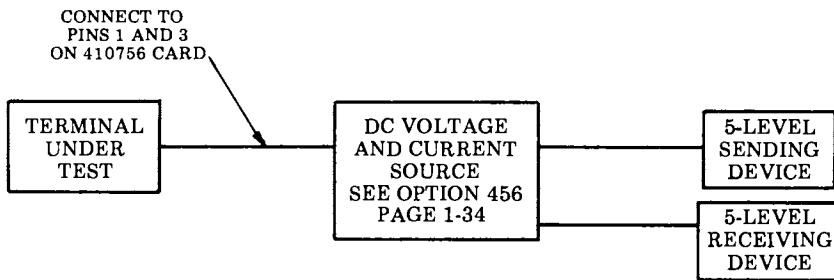 CONNECT TO
PINS 1 AND 3
ON 410756 CARD
TERMINAL
UNDER
TEST
DC VOLTAGE
AND CURRENT
SOURCE
SEE OPTION 456
PAGE 1-34
5-LEVEL
SENDING
DEVICE
5-LEVEL
RECEIVING
DEVICE